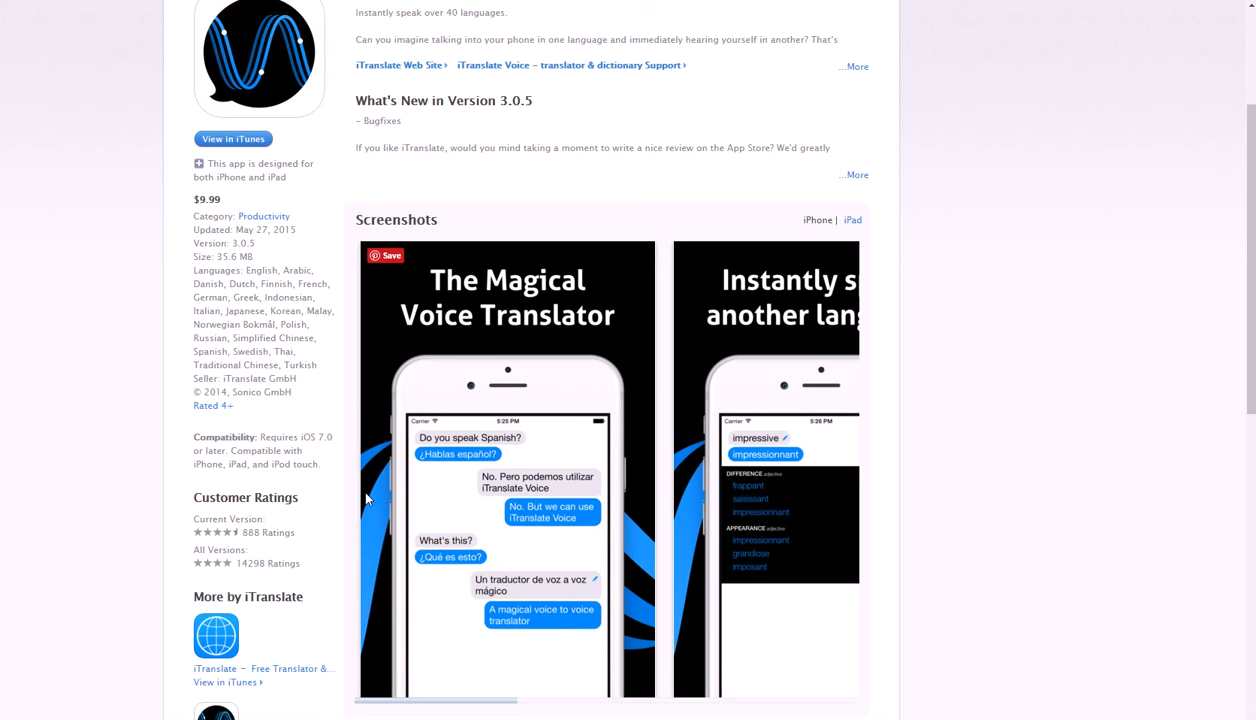 Instantly speak over 40 languages.
Can you imagine talking into your phone in one language and immediately hearing yourself in another? That's
iTranslate Web Site
iTranslate Voice - translator & dictionary Support
...More
What's New in Version 3.0.5
- Bugfixes
If you like iTranslate, would you mind taking a moment to write a nice review on the App Store? We'd greatly
...More
View in iTunes
This app is designed for
both iPhone and iPad
$9.99
Category: Productivity
Updated: May 27, 2015
Version: 3.0.5
Size: 35.6 MB
Languages: English, Arabic,
Danish, Dutch, Finnish, French,
German, Greek, Indonesian,
Italian, Japanese, Korean, Malay,
Norwegian Bokmål, Polish,
Russian, Simplified Chinese,
Spanish, Swedish, Thai,
Traditional Chinese, Turkish
Seller: iTranslate GmbH
© 2014, Sonico GmbH
Rated 4+
Compatibility: Requires iOS 7.0
or later. Compatible with
iPhone, iPad, and iPod touch.
Customer Ratings
Current Version:
888 Ratings
All Versions:
14298 Ratings
More by iTranslate
iTranslate - Free Translator &...
View in iTunes
Screenshots
iPhone | iPad
Save
The Magical
Voice Translator
Carrier 5:25 PM
Do you speak Spanish?
¿Hablas español?
No. Pero podemos utilizar
iTranslate Voice
No. But we can use
iTranslate Voice
What's this?
¿Qué es esto?
Un traductor de voz a voz
mágico
A magical voice to voice
translator
Instantly s
another lan
Carrier 5:26 PM
impressive
impressionnant
DIFFERENCE adjective
frappant
saisissant
impressionnant
APPEARANCE adjective
impressionnant
grandiose
imposant